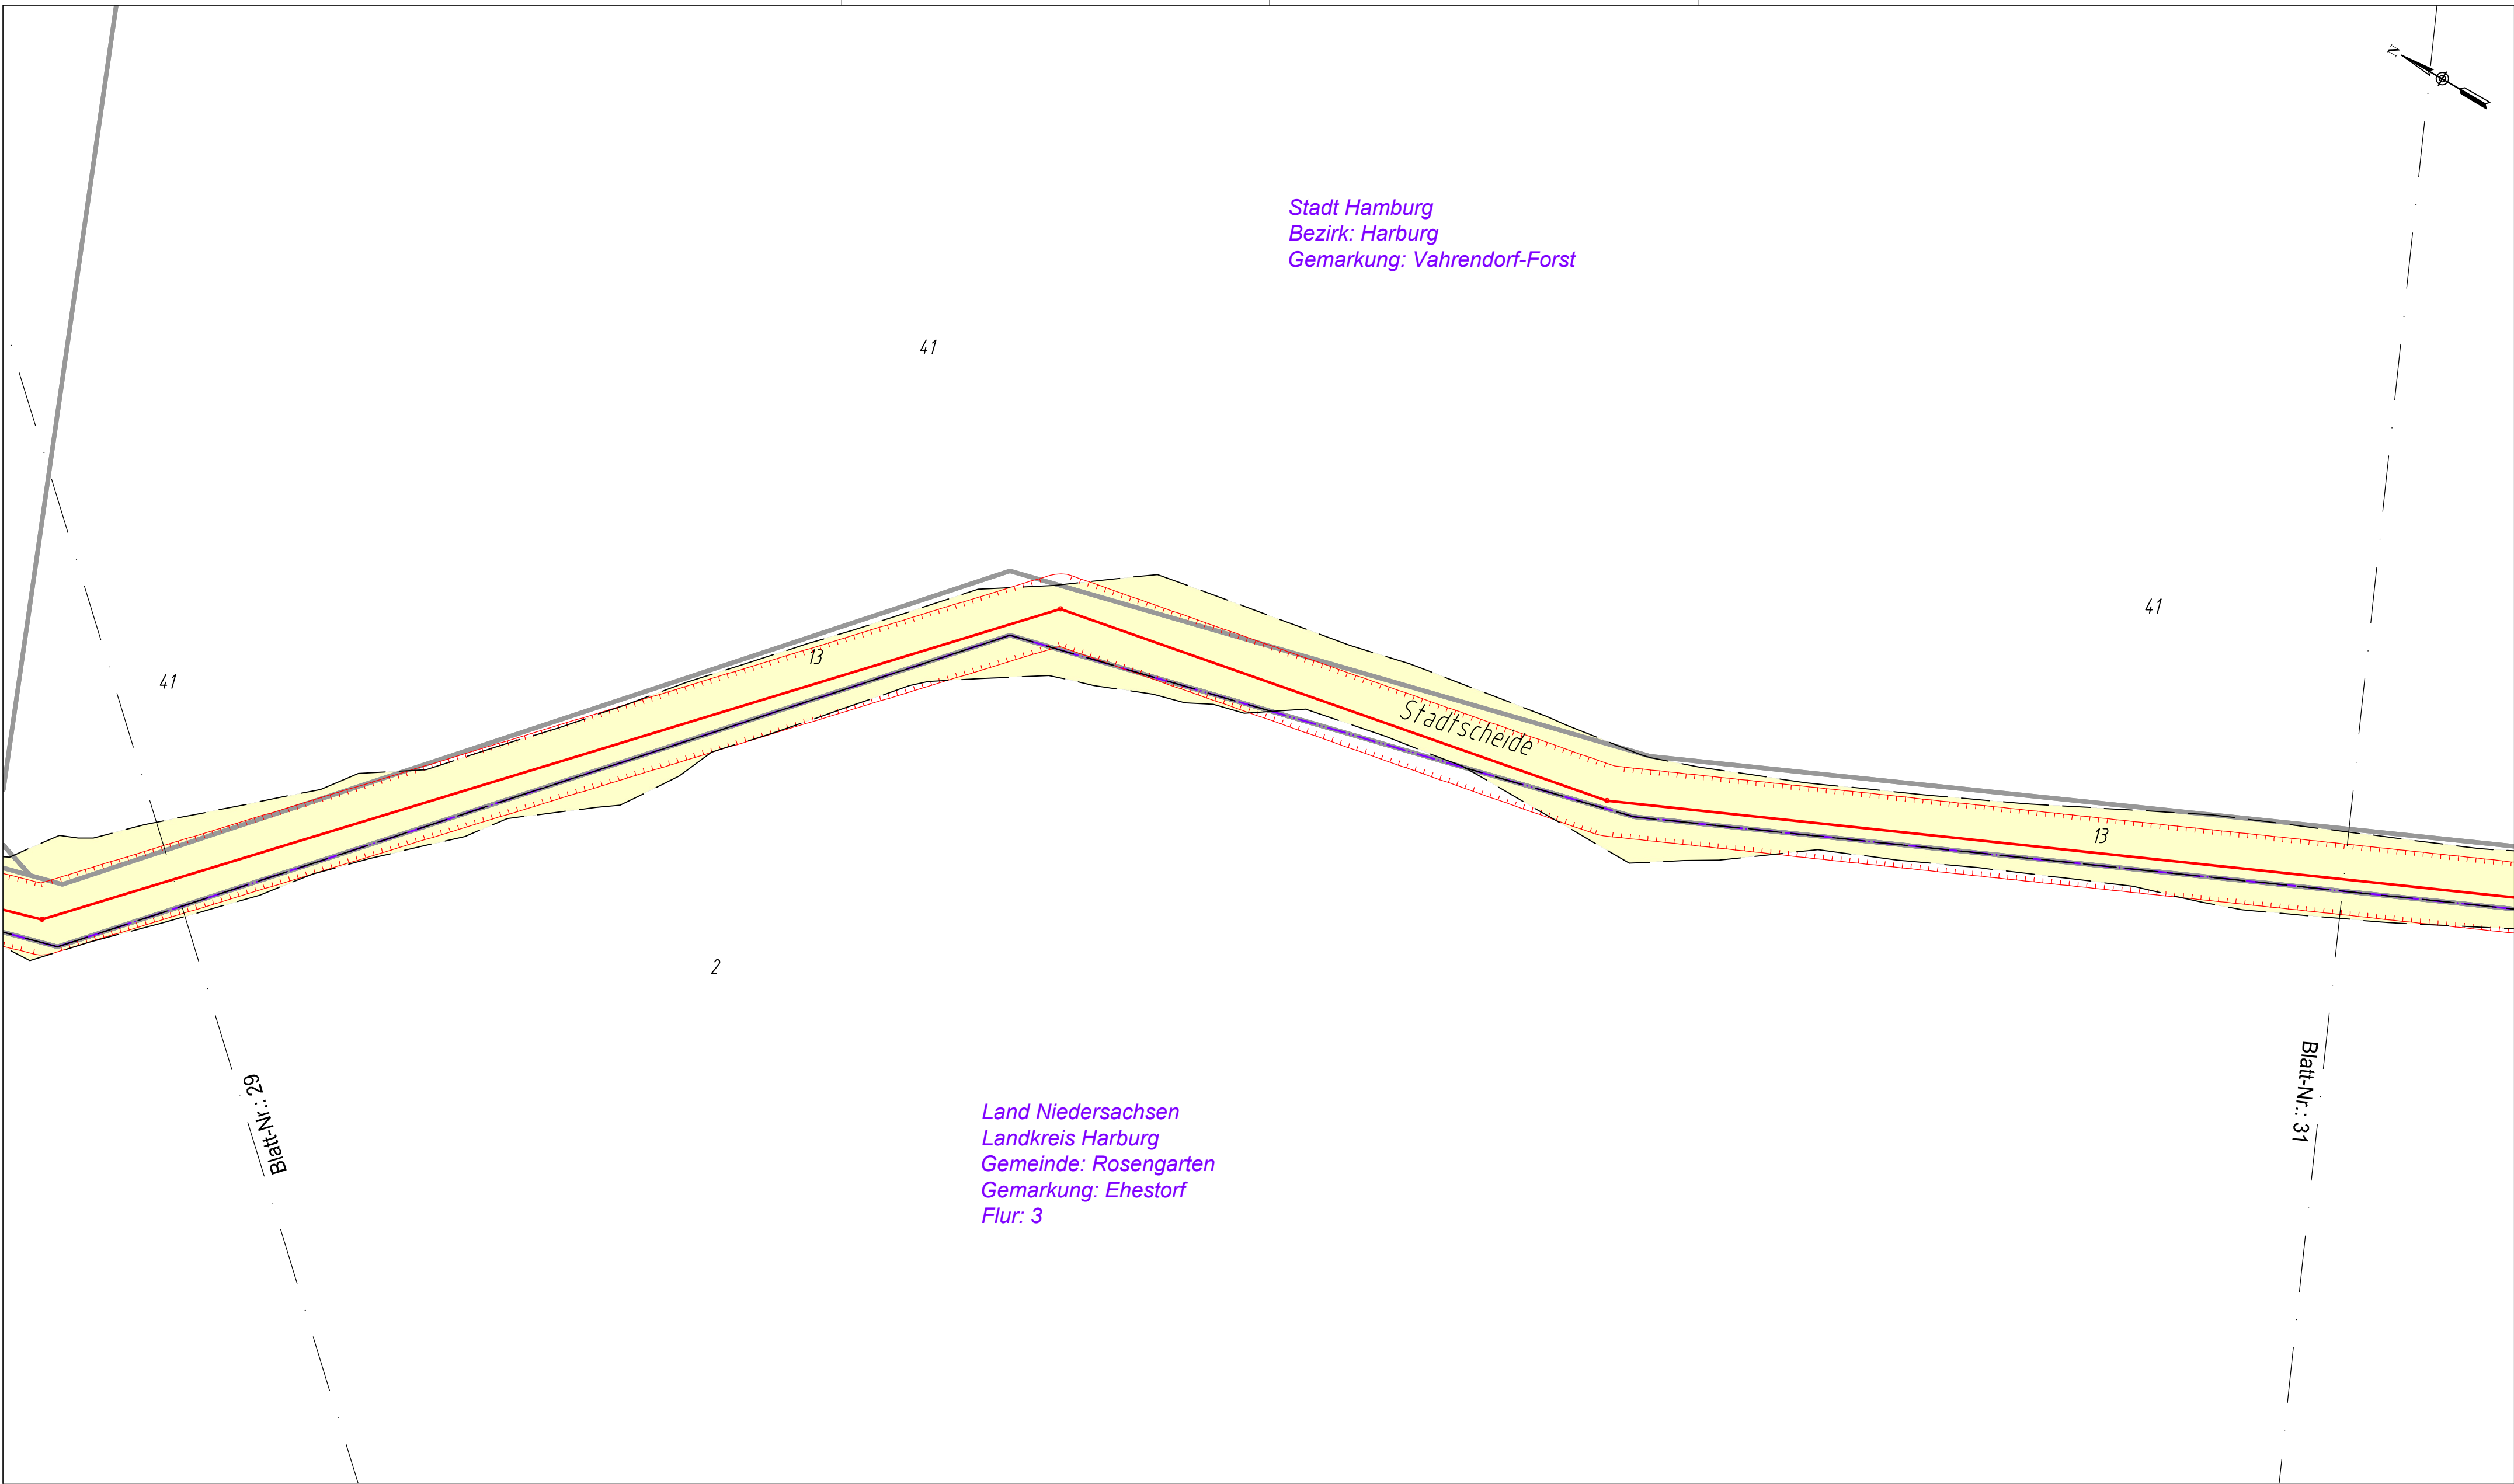 N
Stadt Hamburg
Bezirk: Harburg
Gemarkung: Vahrendorf-Forst
41
41
41
13
Stadtscheide
13
2
Blatt-Nr.: 29
Blatt-Nr.: 31
Land Niedersachsen
Landkreis Harburg
Gemeinde: Rosengarten
Gemarkung: Ehestorf
Flur: 3